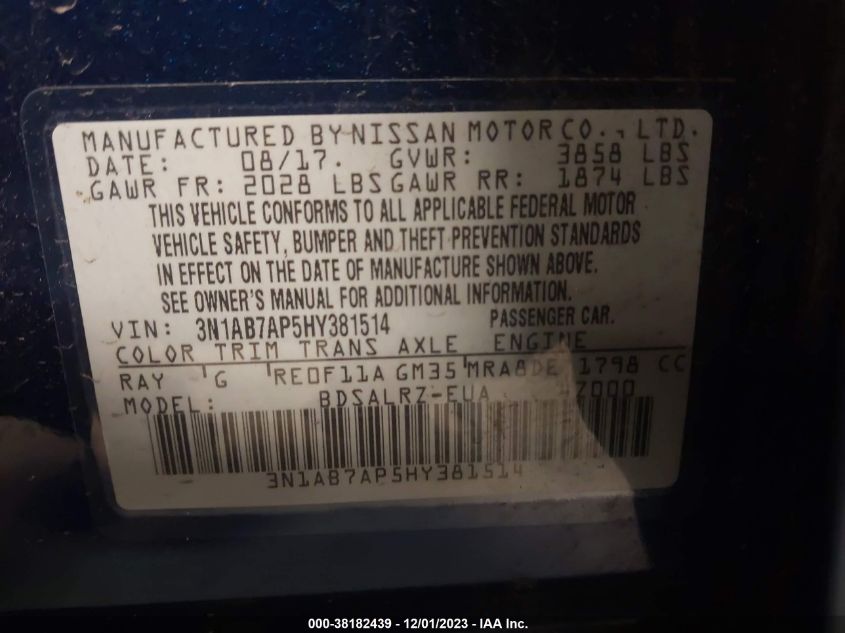 MANUFACTURED BY NISSAN MOTOR CO., LTD.
DATE: 08/17. GVWR: 3858 LBS
GAWR FR: 2028 LBS GAWR RR: 1874 LBS
THIS VEHICLE CONFORMS TO ALL APPLICABLE FEDERAL MOTOR
VEHICLE SAFETY, BUMPER AND THEFT PREVENTION STANDARDS
IN EFFECT ON THE DATE OF MANUFACTURE SHOWN ABOVE.
SEE OWNER'S MANUAL FOR ADDITIONAL INFORMATION.
VIN: 3N1AB7AP5HY381514 PASSENGER CAR.
COLOR TRIM TRANS AXLE ENGINE
RAY G RE0F11A GM35 MRA8DE 1798 CC
MODEL: BDSALRZ-EUA -Z000
3N1AB7AP5HY381514
000-38182439 - 12/01/2023 - IAA Inc.